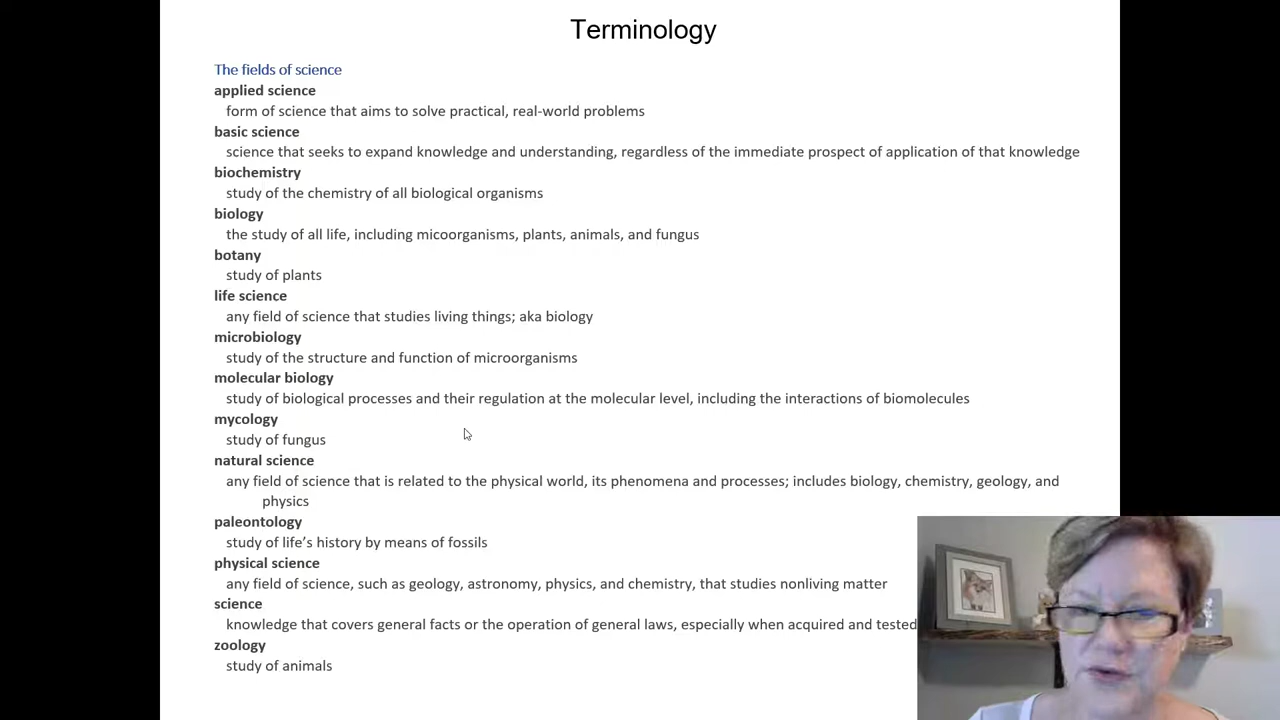 Terminology
The fields of science
applied science
form of science that aims to solve practical, real-world problems
basic science
science that seeks to expand knowledge and understanding, regardless of the immediate prospect of application of that knowledge
biochemistry
study of the chemistry of all biological organisms
biology
the study of all life, including micoorganisms, plants, animals, and fungus
botany
study of plants
life science
any field of science that studies living things; aka biology
microbiology
study of the structure and function of microorganisms
molecular biology
study of biological processes and their regulation at the molecular level, including the interactions of biomolecules
mycology
study of fungus
natural science
any field of science that is related to the physical world, its phenomena and processes; includes biology, chemistry, geology, and
physics
paleontology
study of life’s history by means of fossils
physical science
any field of science, such as geology, astronomy, physics, and chemistry, that studies nonliving matter
science
knowledge that covers general facts or the operation of general laws, especially when acquired and tested
zoology
study of animals